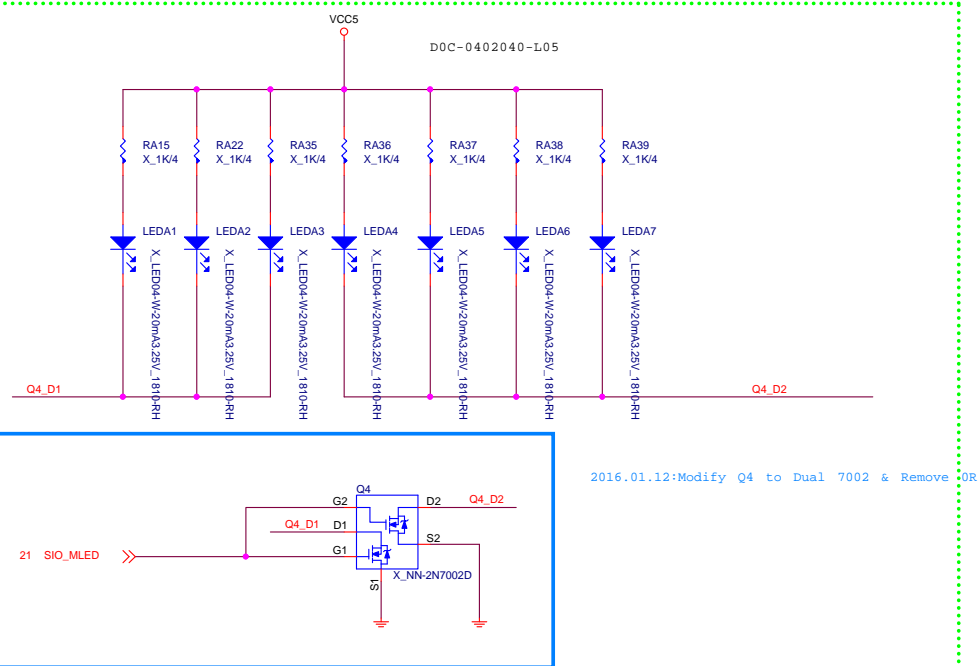 VCC5
D0C-0402040-L05
RA15
X_1K/4
RA22
X_1K/4
RA35
X_1K/4
RA36
X_1K/4
RA37
X_1K/4
RA38
X_1K/4
RA39
X_1K/4
LEDA1
LEDA2
LEDA3
LEDA4
LEDA5
LEDA6
LEDA7
X_LED04-W-20mA3.25V_1810-RH
X_LED04-W-20mA3.25V_1810-RH
X_LED04-W-20mA3.25V_1810-RH
X_LED04-W-20mA3.25V_1810-RH
X_LED04-W-20mA3.25V_1810-RH
X_LED04-W-20mA3.25V_1810-RH
X_LED04-W-20mA3.25V_1810-RH
Q4_D1
Q4_D2
2016.01.12:Modify Q4 to Dual 7002 & Remove 0R
Q4
G2
D2
Q4_D2
Q4_D1
D1
S2
G1
21 SIO_MLED
X_NN-2N7002D
S1